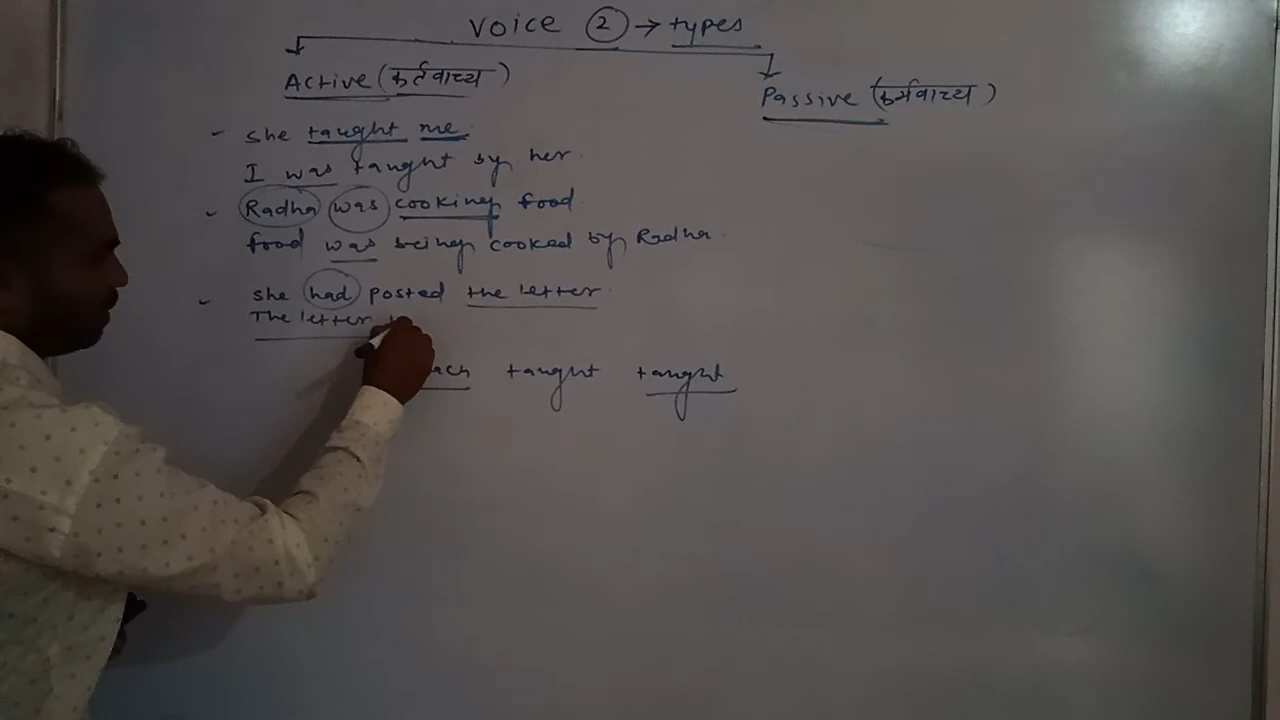 voice ② → types
Active (कर्तवाच्य)
Passive (कर्मवाच्य)
- she taught me.
I was taught by her.
- Radha was cooking food.
food was being cooked by Radha.
- she had posted the letter.
The letter
taught taught